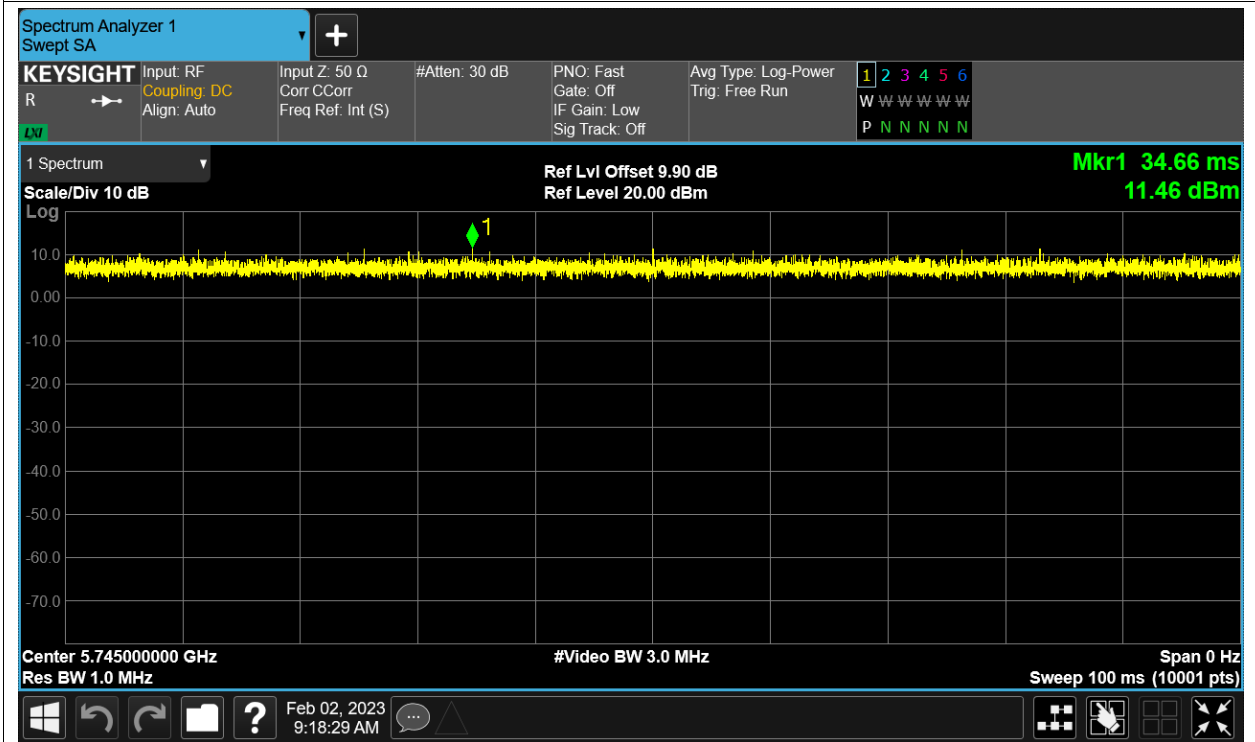 Spectrum Analyzer 1
Swept SA
KEYSIGHT
R
LXI
Input: RF
Coupling: DC
Align: Auto
Input Z: 50 Ω
Corr CCorr
Freq Ref: Int (S)
#Atten: 30 dB
PNO: Fast
Gate: Off
IF Gain: Low
Sig Track: Off
Avg Type: Log-Power
Trig: Free Run
1 2 3 4 5 6
W W W W W W
P N N N N N
1 Spectrum
Scale/Div 10 dB
Log
Ref Lvl Offset 9.90 dB
Ref Level 20.00 dBm
Mkr1 34.66 ms
11.46 dBm
1
10.0
0.00
-10.0
-20.0
-30.0
-40.0
-50.0
-60.0
-70.0
Center 5.745000000 GHz
Res BW 1.0 MHz
#Video BW 3.0 MHz
Span 0 Hz
Sweep 100 ms (10001 pts)
?
Feb 02, 2023
9:18:29 AM